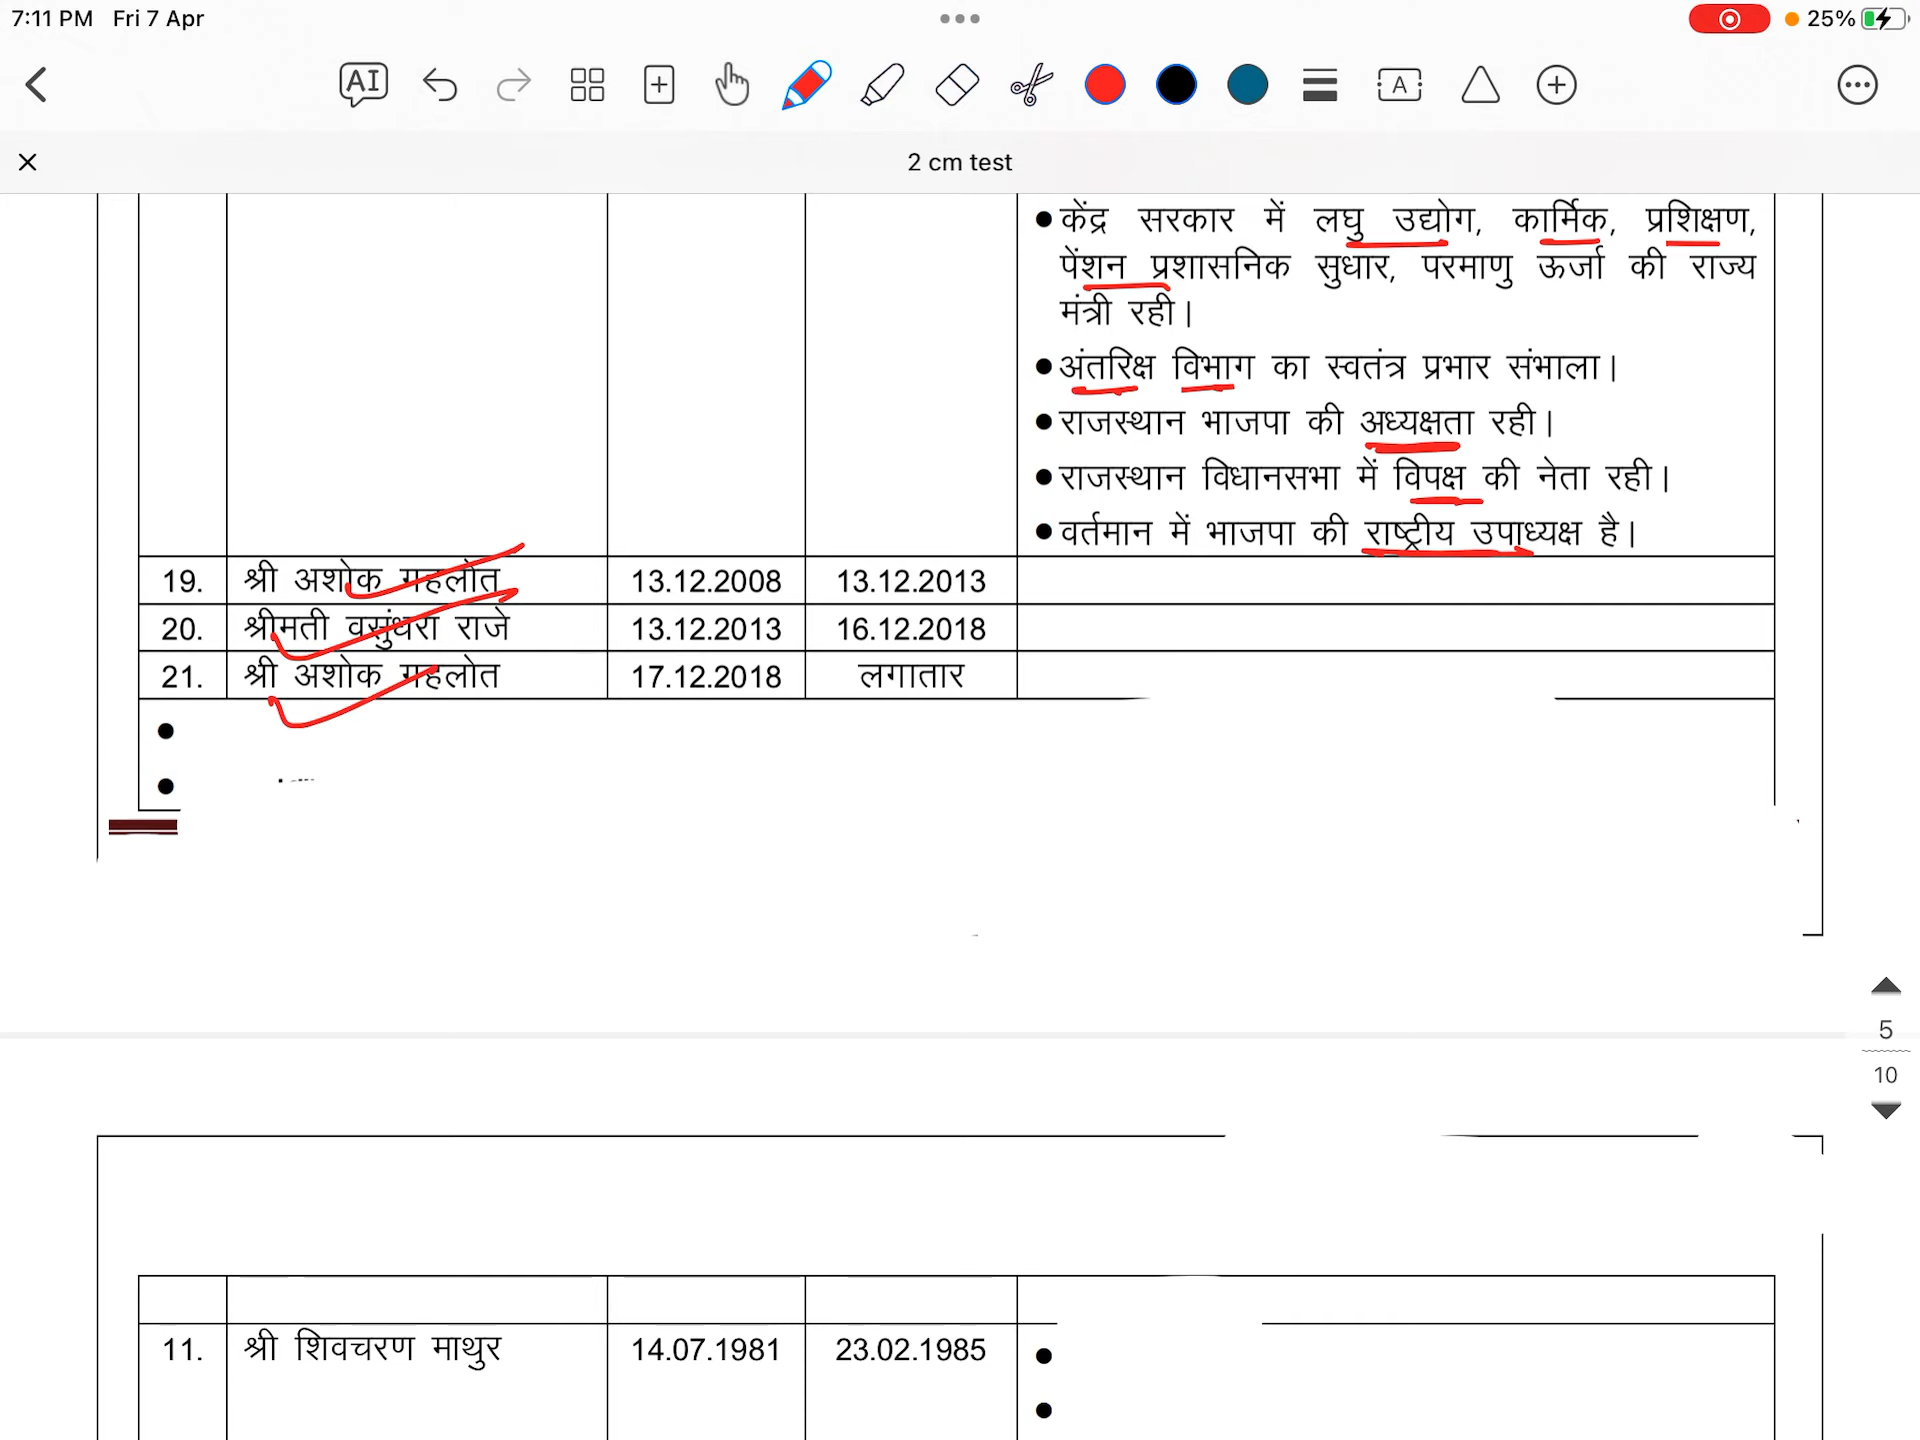 7:11 PM Fri 7 Apr
25%
AI
A
2 cm test
●केंद्र सरकार में लघु उद्योग, कार्मिक, प्रशिक्षण,
पेंशन प्रशासनिक सुधार, परमाणु ऊर्जा की राज्य
मंत्री रही।
●अंतरिक्ष विभाग का स्वतंत्र प्रभार संभाला।
●राजस्थान भाजपा की अध्यक्षता रही।
●राजस्थान विधानसभा में विपक्ष की नेता रही।
●वर्तमान में भाजपा की राष्ट्रीय उपाध्यक्ष है।
19. श्री अशोक गहलोत 13.12.2008 13.12.2013
20. श्रीमती वसुंधरा राजे 13.12.2013 16.12.2018
21. श्री अशोक गहलोत 17.12.2018 लगातार
5
10
11. श्री शिवचरण माथुर 14.07.1981 23.02.1985